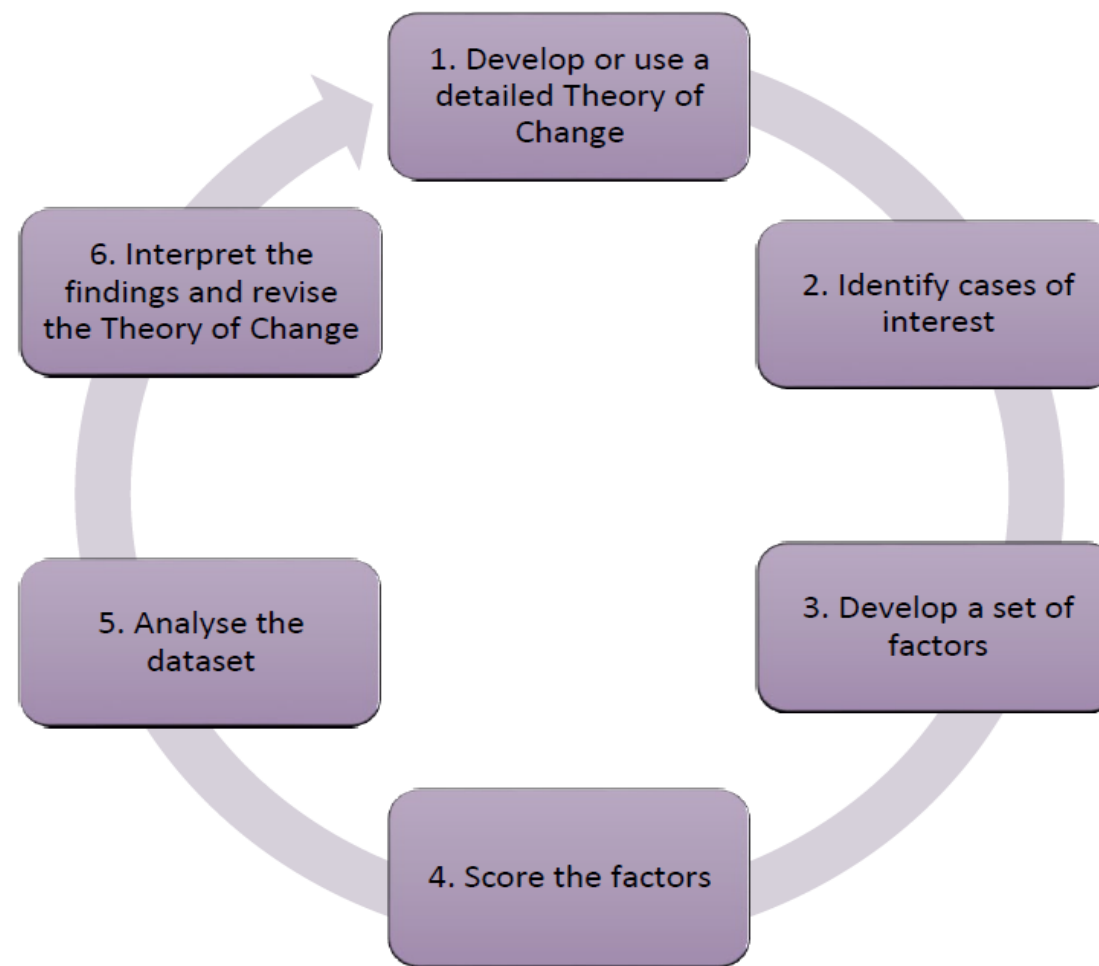 1. Develop or use a
detailed Theory of
Change
2. Identify cases of
interest
3. Develop a set of
factors
4. Score the factors
5. Analyse the
dataset
6. Interpret the
findings and revise
the Theory of Change